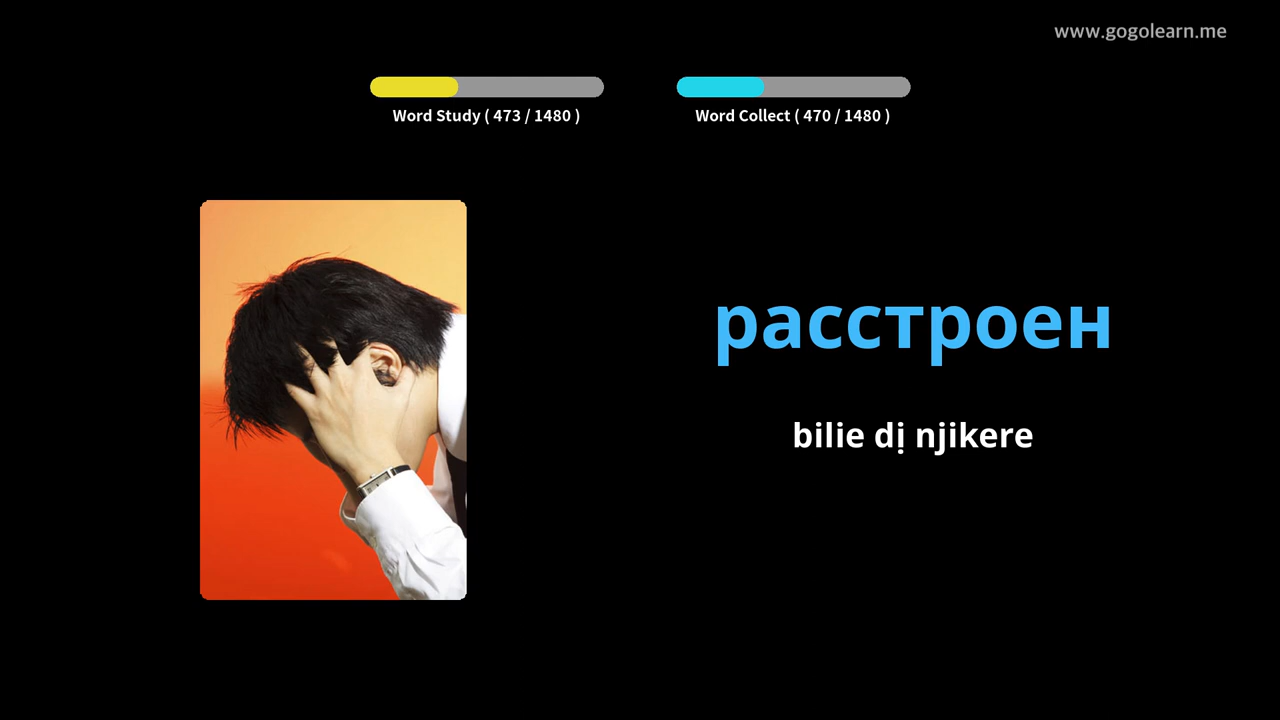 www.gogolearn.me
Word Study ( 473 / 1480 )
Word Collect ( 470 / 1480 )
расстроен
bilie dị njikere